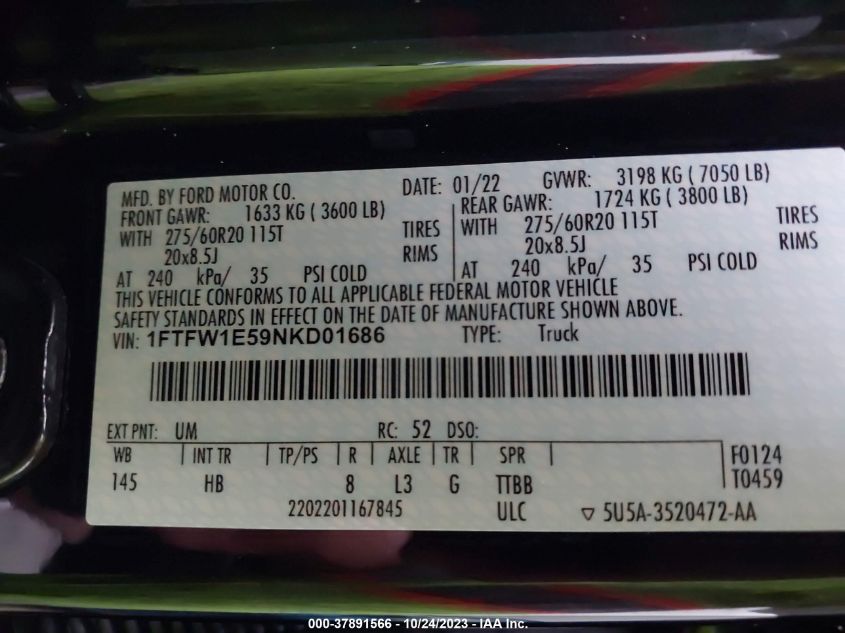 MFD. BY FORD MOTOR CO. DATE: 01/22 GVWR: 3198 KG ( 7050 LB)
FRONT GAWR: 1633 KG ( 3600 LB) REAR GAWR: 1724 KG ( 3800 LB)
WITH 275/60R20 115T TIRES WITH 275/60R20 115T TIRES
20x8.5J RIMS 20x8.5J RIMS
AT 240 kPa/ 35 PSI COLD AT 240 kPa/ 35 PSI COLD
THIS VEHICLE CONFORMS TO ALL APPLICABLE FEDERAL MOTOR VEHICLE
SAFETY STANDARDS IN EFFECT ON THE DATE OF MANUFACTURE SHOWN ABOVE.
VIN: 1FTFW1E59NKD01686 TYPE: Truck
EXT PNT: UM RC: 52 DSO:
WB INT TR TP/PS R AXLE TR SPR F0124
145 HB 8 L3 G TTBB T0459
2202201167845 ULC ▽ 5U5A-3520472-AA
000-37891566 - 10/24/2023 - IAA Inc.